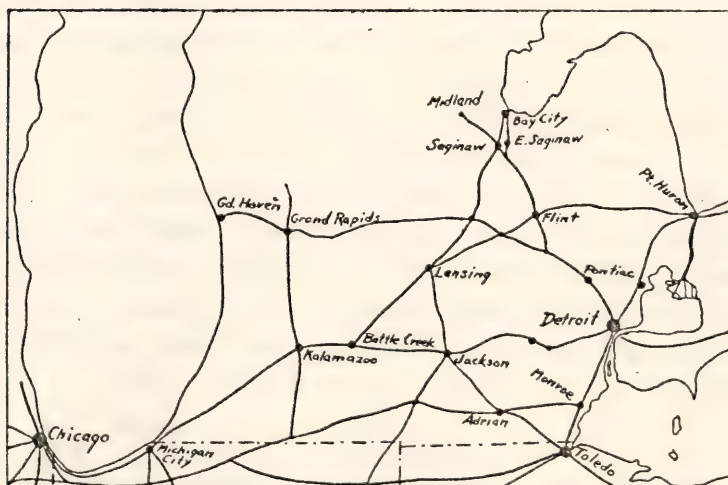 Midland
Bay City
Saginaw
E. Saginaw
Pt. Huron
Gd. Haven
Grand Rapids
Flint
Lansing
Pontiac
Detroit
Battle Creek
Kalamazoo
Jackson
Monroe
Adrian
Chicago
Michigan
City
Toledo